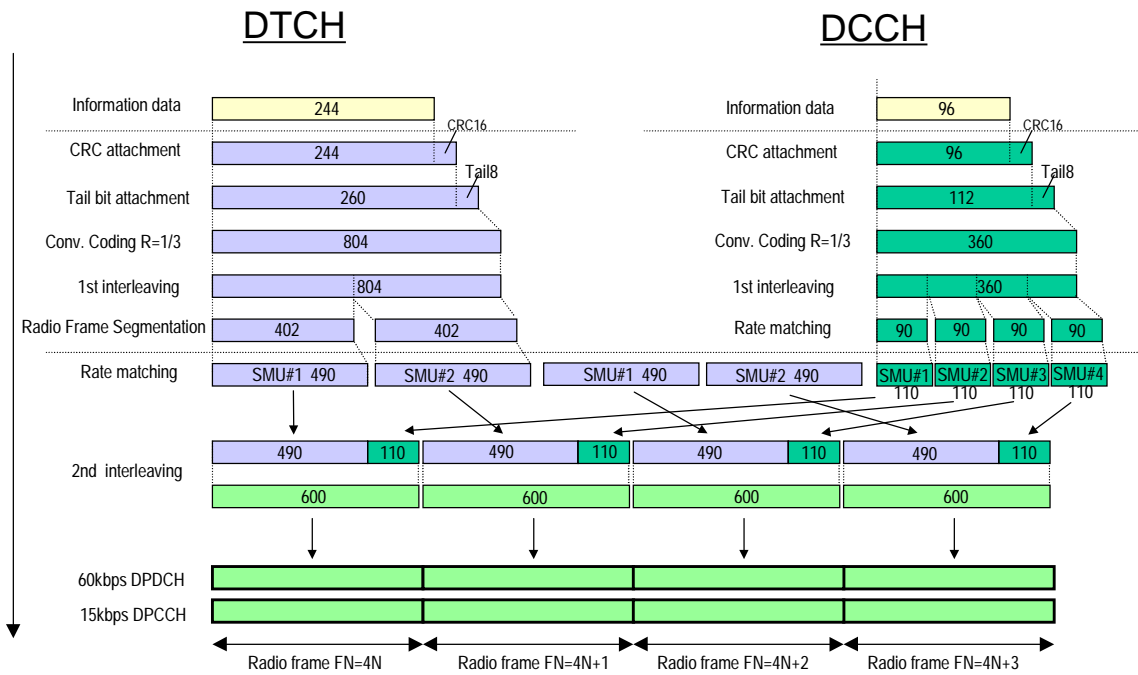 DTCH
DCCH
Information data
244
Information data
96
CRC16
CRC16
CRC attachment
244
CRC attachment
96
Tail8
Tail8
Tail bit attachment
260
Tail bit attachment
112
Conv. Coding R=1/3
804
Conv. Coding R=1/3
360
1st interleaving
804
1st interleaving
360
Radio Frame Segmentation
402
402
Rate matching
90
90
90
90
Rate matching
SMU#1 490
SMU#2 490
SMU#1 490
SMU#2 490
SMU#1
SMU#2
SMU#3
SMU#4
110
110
110
110
2nd interleaving
490
110
490
110
490
110
490
110
600
600
600
600
60kbps DPDCH
15kbps DPCCH
Radio frame FN=4N
Radio frame FN=4N+1
Radio frame FN=4N+2
Radio frame FN=4N+3